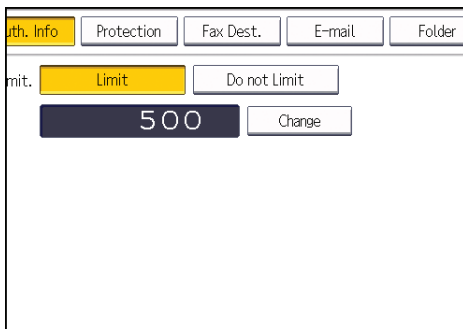 uth. Info Protection Fax Dest. E-mail Folder
mit. Limit Do not Limit
500 Change